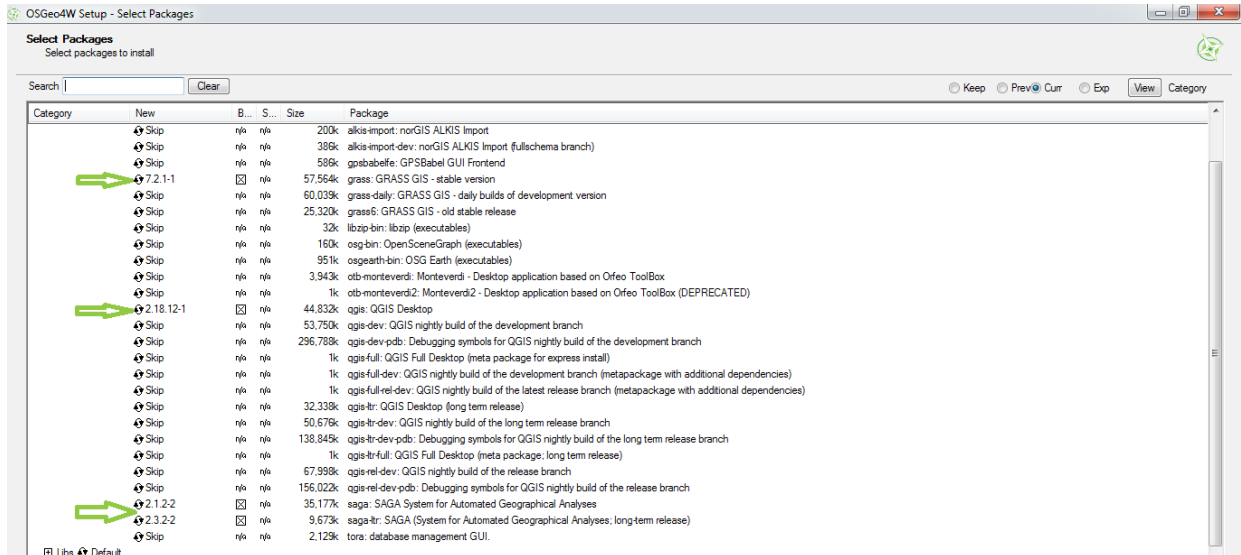 OSGeo4W Setup - Select Packages
Select Packages
Select packages to install
Search Clear Keep Prev Curr Exp View Category
Category New B... S... Size Package
Skip n/a n/a 200k alkis-import: norGIS ALKIS Import
Skip n/a n/a 386k alkis-import-dev: norGIS ALKIS Import (fullschema branch)
Skip n/a n/a 586k gpsbabelfe: GPSBabel GUI Frontend
7.2.1-1 n/a 57,564k grass: GRASS GIS - stable version
Skip n/a n/a 60,039k grass-daily: GRASS GIS - daily builds of development version
Skip n/a n/a 25,320k grass6: GRASS GIS - old stable release
Skip n/a n/a 32k libzip-bin: libzip (executables)
Skip n/a n/a 160k osg-bin: OpenSceneGraph (executables)
Skip n/a n/a 951k osgearth-bin: OSG Earth (executables)
Skip n/a n/a 3,943k otb-monteverdi: Monteverdi - Desktop application based on Orfeo ToolBox
Skip n/a n/a 1k otb-monteverdi2: Monteverdi2 - Desktop application based on Orfeo ToolBox (DEPRECATED)
2.18.12-1 n/a 44,832k qgis: QGIS Desktop
Skip n/a n/a 53,750k qgis-dev: QGIS nightly build of the development branch
Skip n/a n/a 296,788k qgis-dev-pdb: Debugging symbols for QGIS nightly build of the development branch
Skip n/a n/a 1k qgis-full: QGIS Full Desktop (meta package for express install)
Skip n/a n/a 1k qgis-full-dev: QGIS nightly build of the development branch (metapackage with additional dependencies)
Skip n/a n/a 1k qgis-full-rel-dev: QGIS nightly build of the latest release branch (metapackage with additional dependencies)
Skip n/a n/a 32,338k qgis-ltr: QGIS Desktop (long term release)
Skip n/a n/a 50,676k qgis-ltr-dev: QGIS nightly build of the long term release branch
Skip n/a n/a 138,845k qgis-ltr-dev-pdb: Debugging symbols for QGIS nightly build of the long term release branch
Skip n/a n/a 1k qgis-ltr-full: QGIS Full Desktop (meta package; long term release)
Skip n/a n/a 67,998k qgis-rel-dev: QGIS nightly build of the release branch
Skip n/a n/a 156,022k qgis-rel-dev-pdb: Debugging symbols for QGIS nightly build of the release branch
2.1.2-2 n/a 35,177k saga: SAGA System for Automated Geographical Analyses
2.3.2-2 n/a 9,673k saga-ltr: SAGA (System for Automated Geographical Analyses; long-term release)
Skip n/a n/a 2,129k tora: database management GUI.
Libs Default